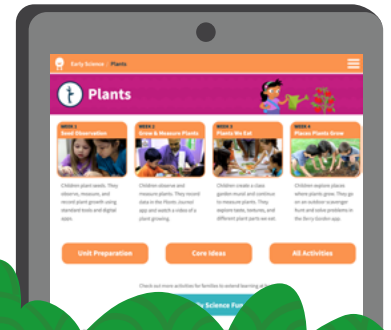 Early Science / Plants
Plants
WEEK 1
Seed Observation
Children plant seeds. They
observe, measure, and
record plant growth using
standard tools and digital
apps.
WEEK 2
Grow & Measure Plants
Children observe and
measure plants. They record
data in the Plants Journal
app and watch a video of a
plant growing.
WEEK 3
Plants We Eat
Children create a class
garden mural and continue
to measure plants. They
explore taste, textures, and
different plant parts we eat.
WEEK 4
Places Plants Grow
Children explore places
where plants grow. They go
on an outdoor scavenger
hunt and solve problems in
the Gerry Garden app.
Unit Preparation
Core Ideas
All Activities
Check out more activities for families to extend learning at
Science Fun